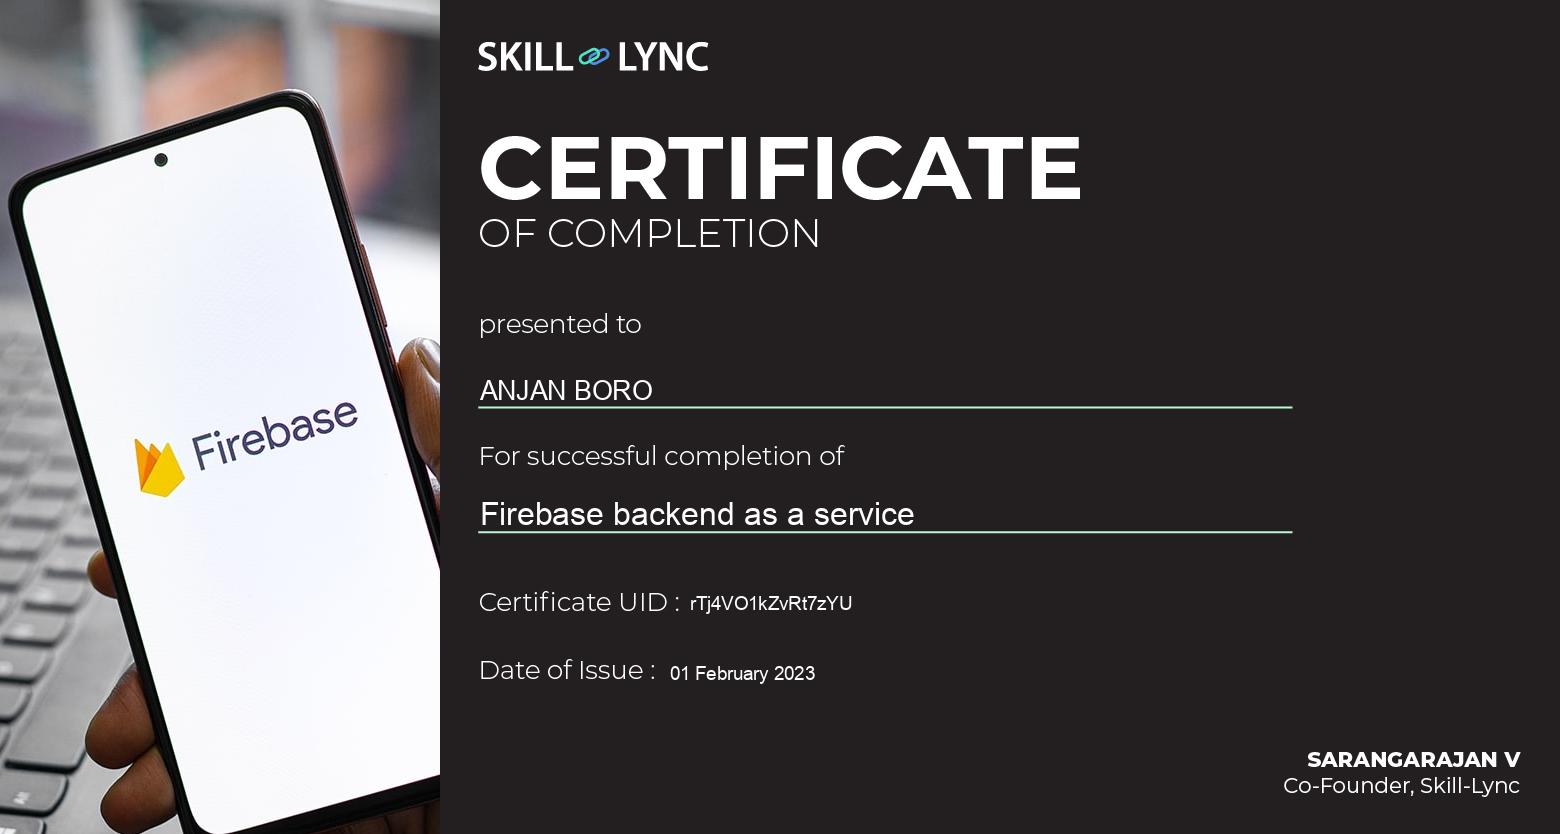 SKILL LYNC
CERTIFICATE
OF COMPLETION
presented to
ANJAN BORO
For successful completion of
Firebase backend as a service
Certificate UID : rTj4VO1kZvRt7zYU
Date of Issue : 01 February 2023
SARANGARAJAN V
Co-Founder, Skill-Lync
Firebase